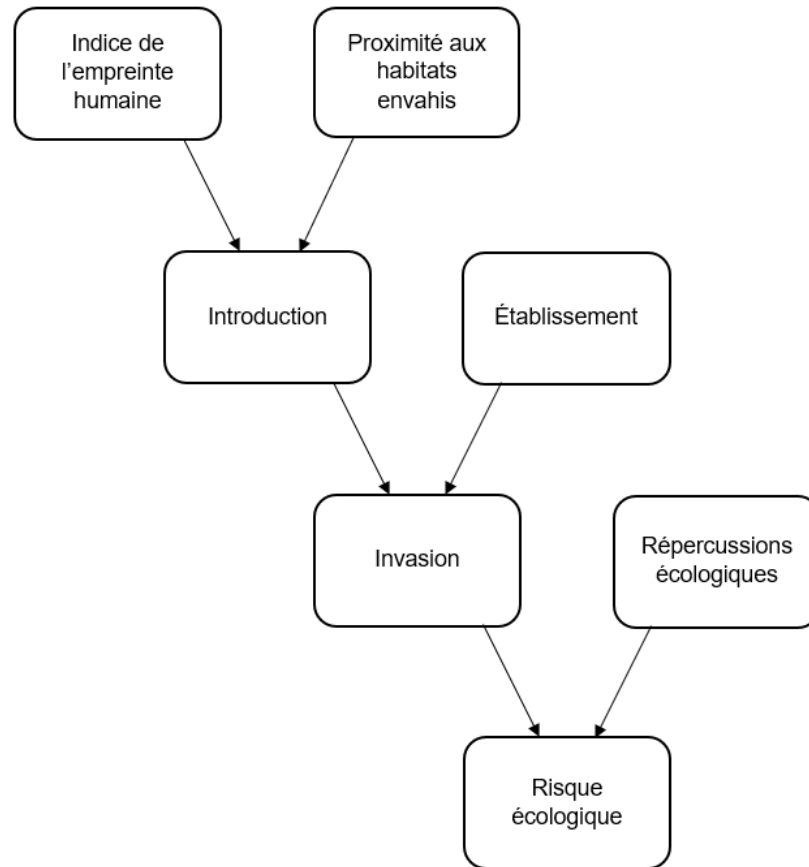 Indice de
l’empreinte
humaine
Proximité aux
habitats
envahis
Introduction
Établissement
Invasion
Répercussions
écologiques
Risque
écologique